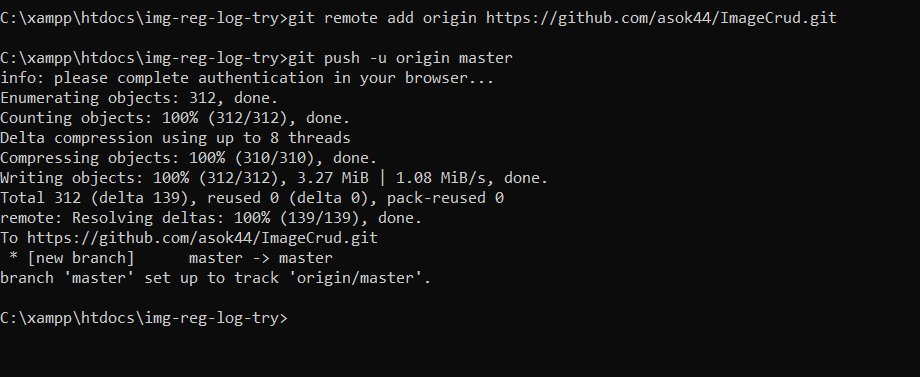 C:\xampp\htdocs\img-reg-log-try>git remote add origin https://github.com/asok44/ImageCrud.git
C:\xampp\htdocs\img-reg-log-try>git push -u origin master
info: please complete authentication in your browser...
Enumerating objects: 312, done.
Counting objects: 100% (312/312), done.
Delta compression using up to 8 threads
Compressing objects: 100% (310/310), done.
Writing objects: 100% (312/312), 3.27 MiB | 1.08 MiB/s, done.
Total 312 (delta 139), reused 0 (delta 0), pack-reused 0
remote: Resolving deltas: 100% (139/139), done.
To https://github.com/asok44/ImageCrud.git
 * [new branch]      master -> master
branch 'master' set up to track 'origin/master'.
C:\xampp\htdocs\img-reg-log-try>